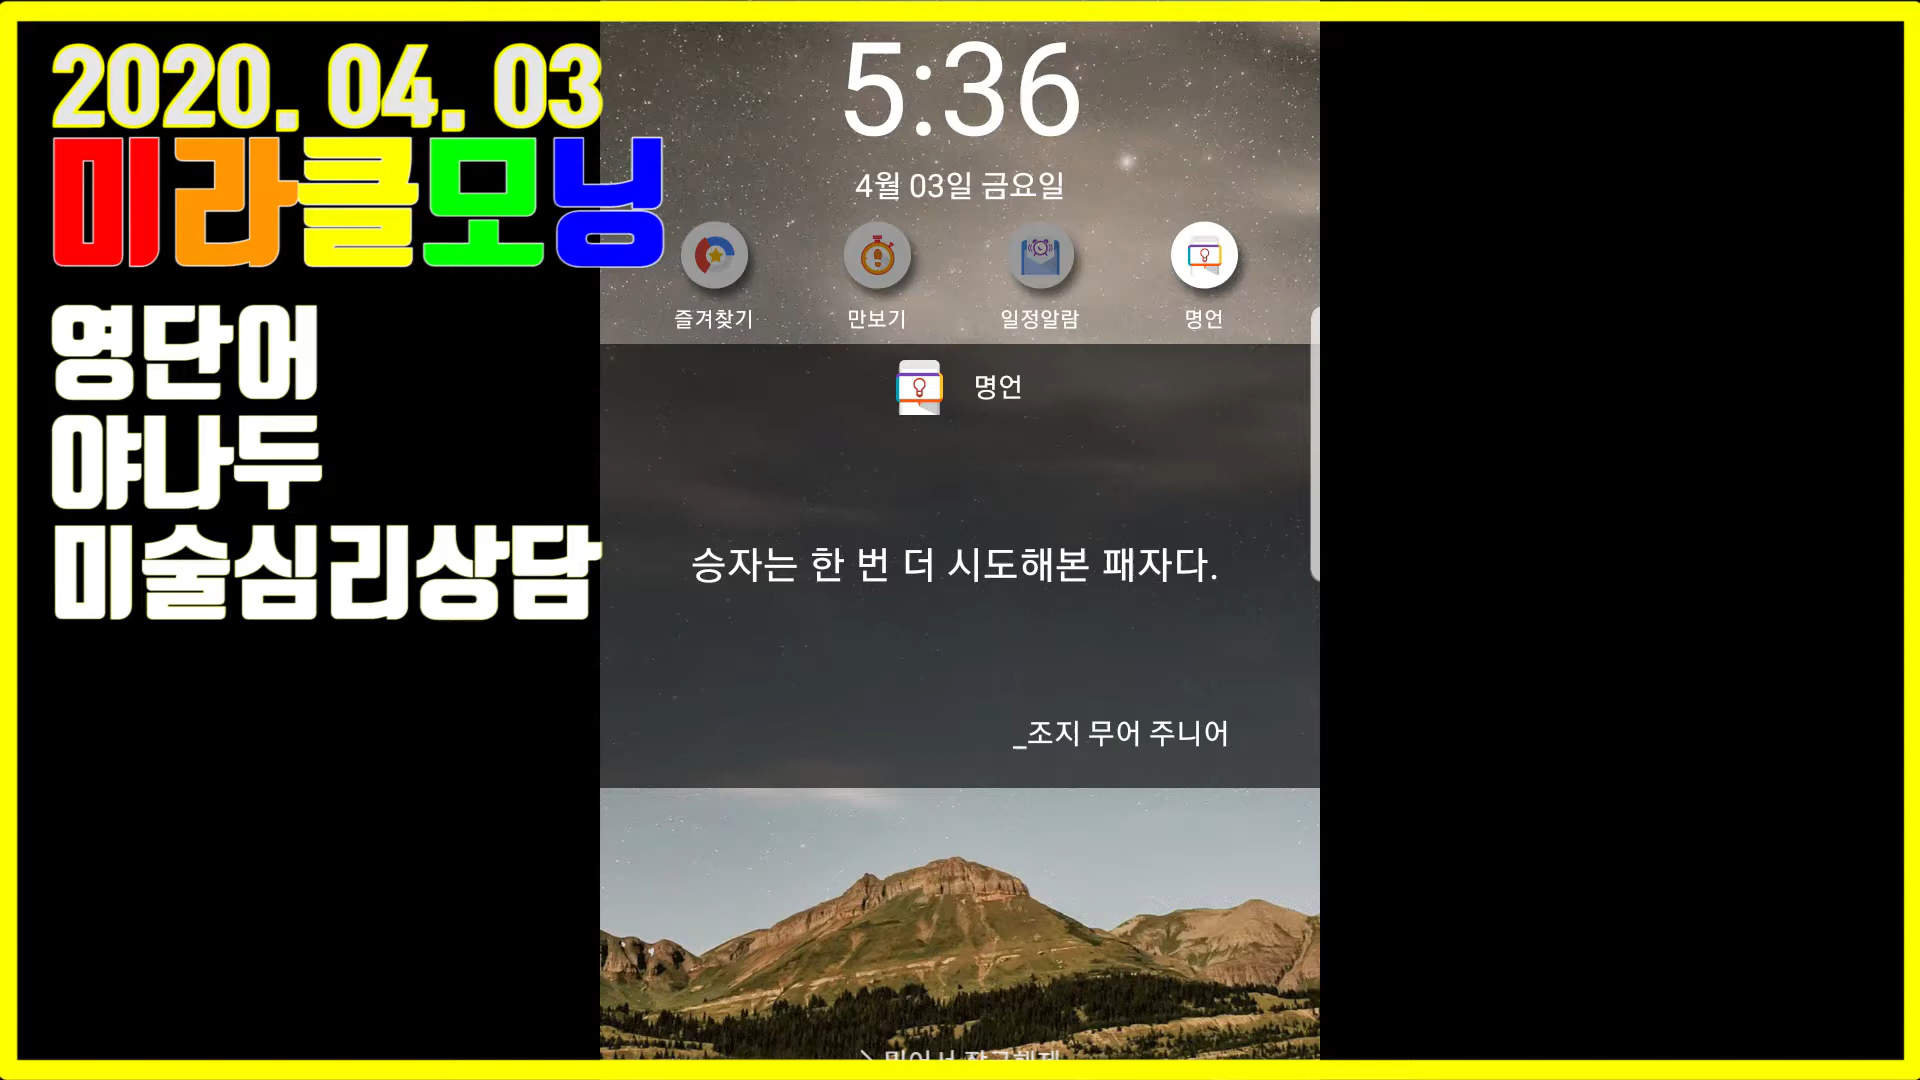 2020. 04. 03
미라클모닝
영단어
야나두
미술심리상담
5:36
4월 03일 금요일
즐겨찾기
만보기
일정알람
명언
명언
승자는 한 번 더 시도해본 패자다.
_조지 무어 주니어